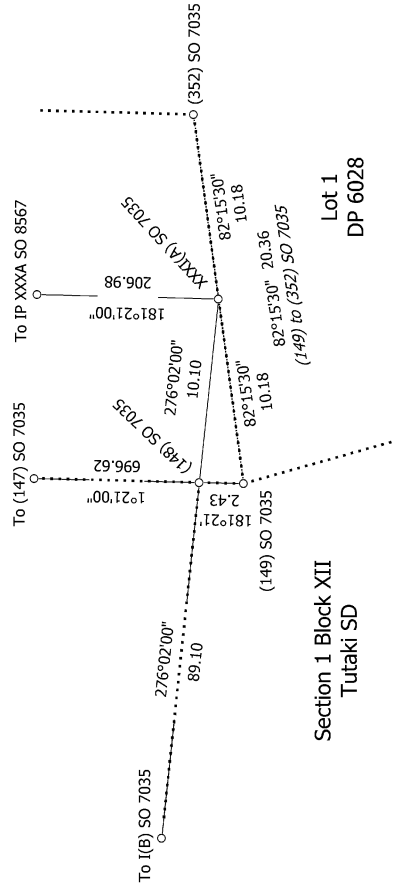 To IP XXXA SO 8567
(352) SO 7035
206.98
181°21'00"
XXXI(A) SO 7035
82°15'30"
10.18
To (147) SO 7035
696.62
1°21'00"
(148) SO 7035
276°02'00"
10.10
82°15'30"
10.18
82°15'30" 20.36
(149) to (352) SO 7035
Lot 1
DP 6028
2.43
181°21'
(149) SO 7035
276°02'00"
89.10
To I(B) SO 7035
Section 1 Block XII
Tutaki SD